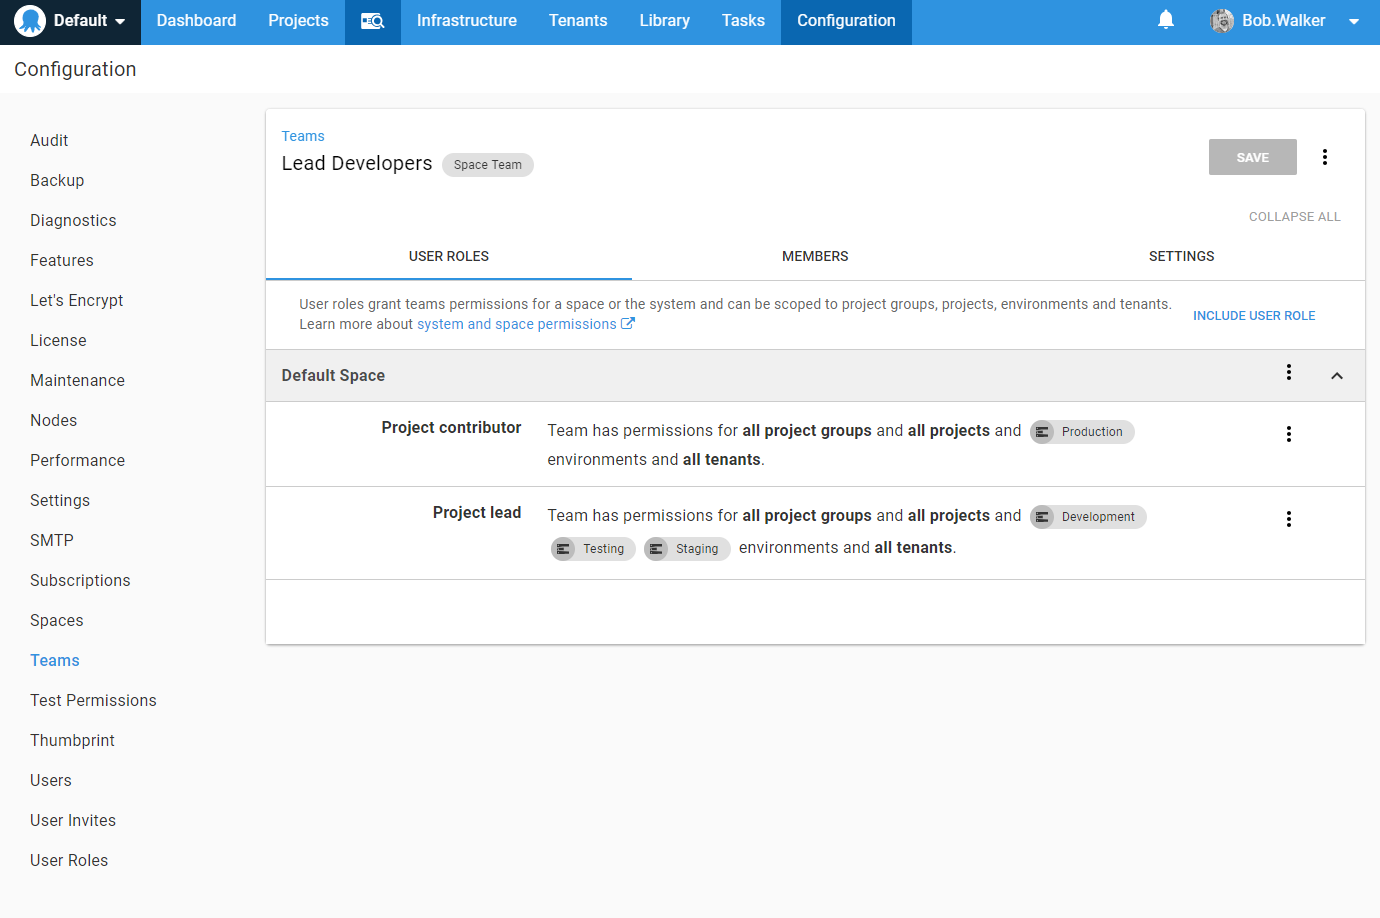 Default Dashboard Projects Infrastructure Tenants Library Tasks Configuration Bob.Walker
Configuration
Audit
Backup
Diagnostics
Features
Let's Encrypt
License
Maintenance
Nodes
Performance
Settings
SMTP
Subscriptions
Spaces
Teams
Test Permissions
Thumbprint
Users
User Invites
User Roles
Teams
Lead Developers Space Team
SAVE
COLLAPSE ALL
USER ROLES MEMBERS SETTINGS
User roles grant teams permissions for a space or the system and can be scoped to project groups, projects, environments and tenants.
Learn more about system and space permissions
INCLUDE USER ROLE
Default Space
Project contributor Team has permissions for all project groups and all projects and Production
environments and all tenants.
Project lead Team has permissions for all project groups and all projects and Development
Testing Staging environments and all tenants.